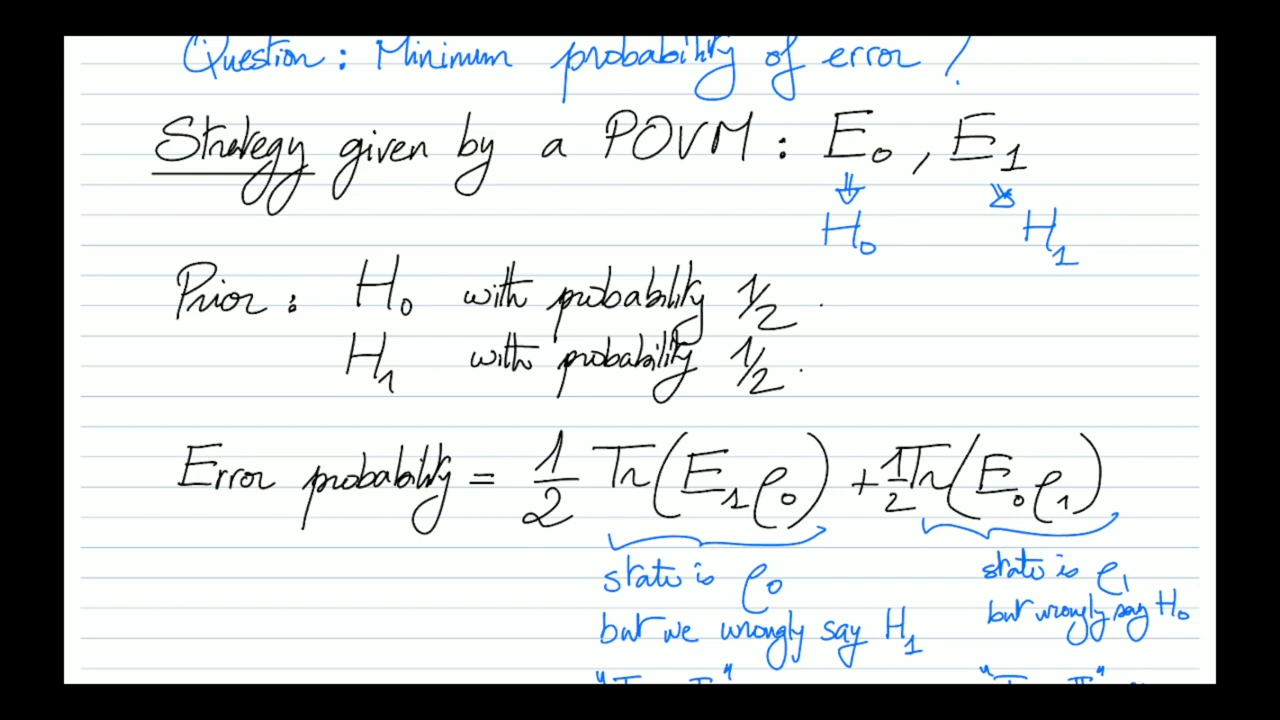 Question: Minimum probability of error?
Strategy given by a POVM: E₀, E₁
H₀ H₁
Prior: H₀ with probability 1/2.
H₁ with probability 1/2.
Error probability = 1/2 Tr(E₁ρ₀) + 1/2 Tr(E₀ρ₁)
state is ρ₀ state is ρ₁
but we wrongly say H₁ but wrongly say H₀